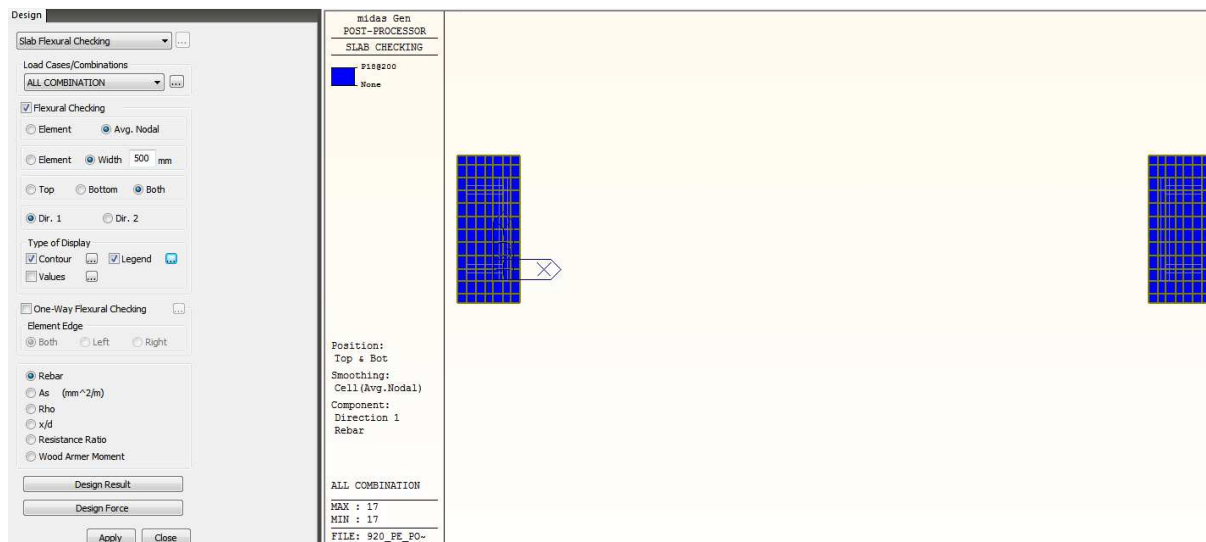 Design
Slab Flexural Checking
...
Load Cases/Combinations
ALL COMBINATION
...
Flexural Checking
Element Avg. Nodal
Element Width 500 mm
Top Bottom Both
Dir. 1 Dir. 2
Type of Display
Contour ... Legend ...
Values ...
One-Way Flexural Checking ...
Element Edge
Both Left Right
Rebar
As (mm^2/m)
Rho
x/d
Resistance Ratio
Wood Armer Moment
Design Result
Design Force
Apply Close
midas Gen
POST-PROCESSOR
SLAB CHECKING
P18@200
None
Position:
Top & Bot
Smoothing:
Cell(Avg.Nodal)
Component:
Direction 1
Rebar
ALL COMBINATION
MAX : 17
MIN : 17
FILE: 920_PE_PO~